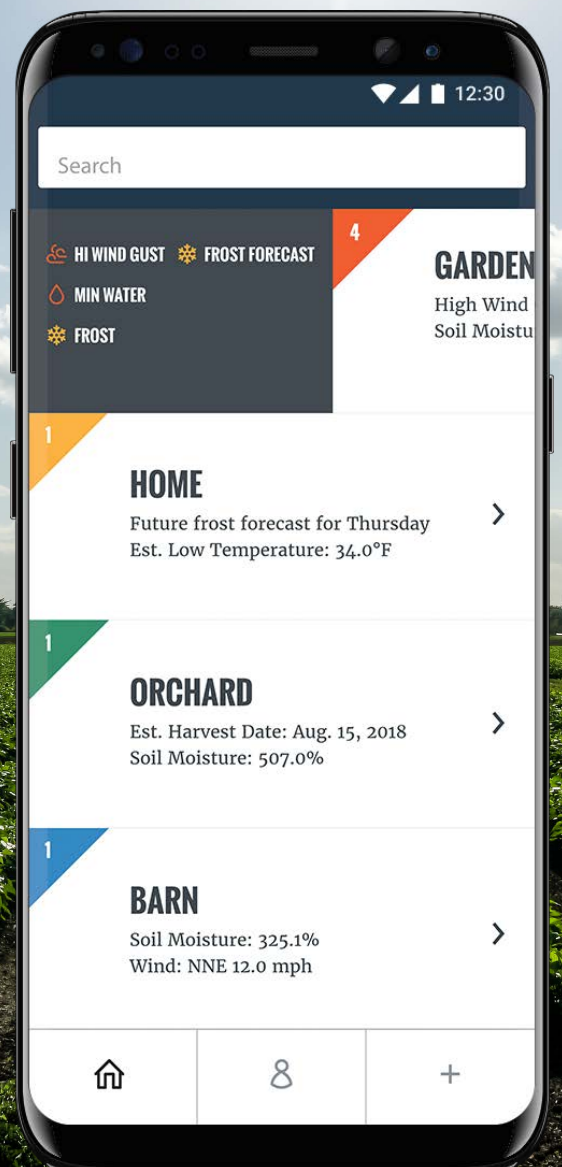 12:30
Search
HI WIND GUST FROST FORECAST
MIN WATER
FROST
4
GARDEN
High Wind
Soil Moistu
1
HOME
Future frost forecast for Thursday
Est. Low Temperature: 34.0°F
1
ORCHARD
Est. Harvest Date: Aug. 15, 2018
Soil Moisture: 507.0%
1
BARN
Soil Moisture: 325.1%
Wind: NNE 12.0 mph